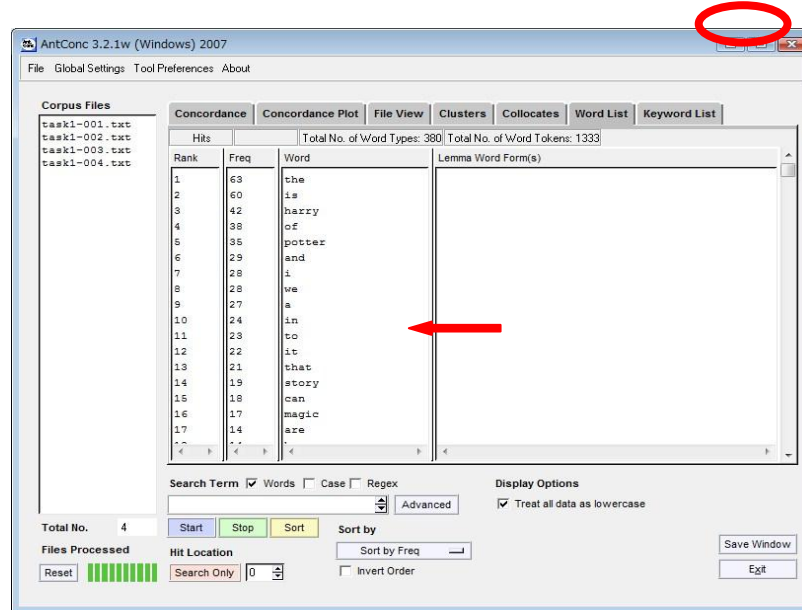 AntConc 3.2.1w (Windows) 2007
File Global Settings Tool Preferences About
Corpus Files
task1-001.txt
task1-002.txt
task1-003.txt
task1-004.txt
Concordance Concordance Plot File View Clusters Collocates Word List Keyword List
Hits Total No. of Word Types: 380 Total No. of Word Tokens: 1333
Rank Freq Word Lemma Word Form(s)
1 63 the
2 60 is
3 42 harry
4 38 of
5 35 potter
6 29 and
7 28 i
8 28 we
9 27 a
10 24 in
11 23 to
12 22 it
13 21 that
14 19 story
15 18 can
16 17 magic
17 14 are
Search Term Words Case Regex
Advanced
Display Options
Treat all data as lowercase
Total No. 4
Start Stop Sort
Sort by
Files Processed
Hit Location
Sort by Freq
Save Window
Reset
Search Only 0
Invert Order
Exit